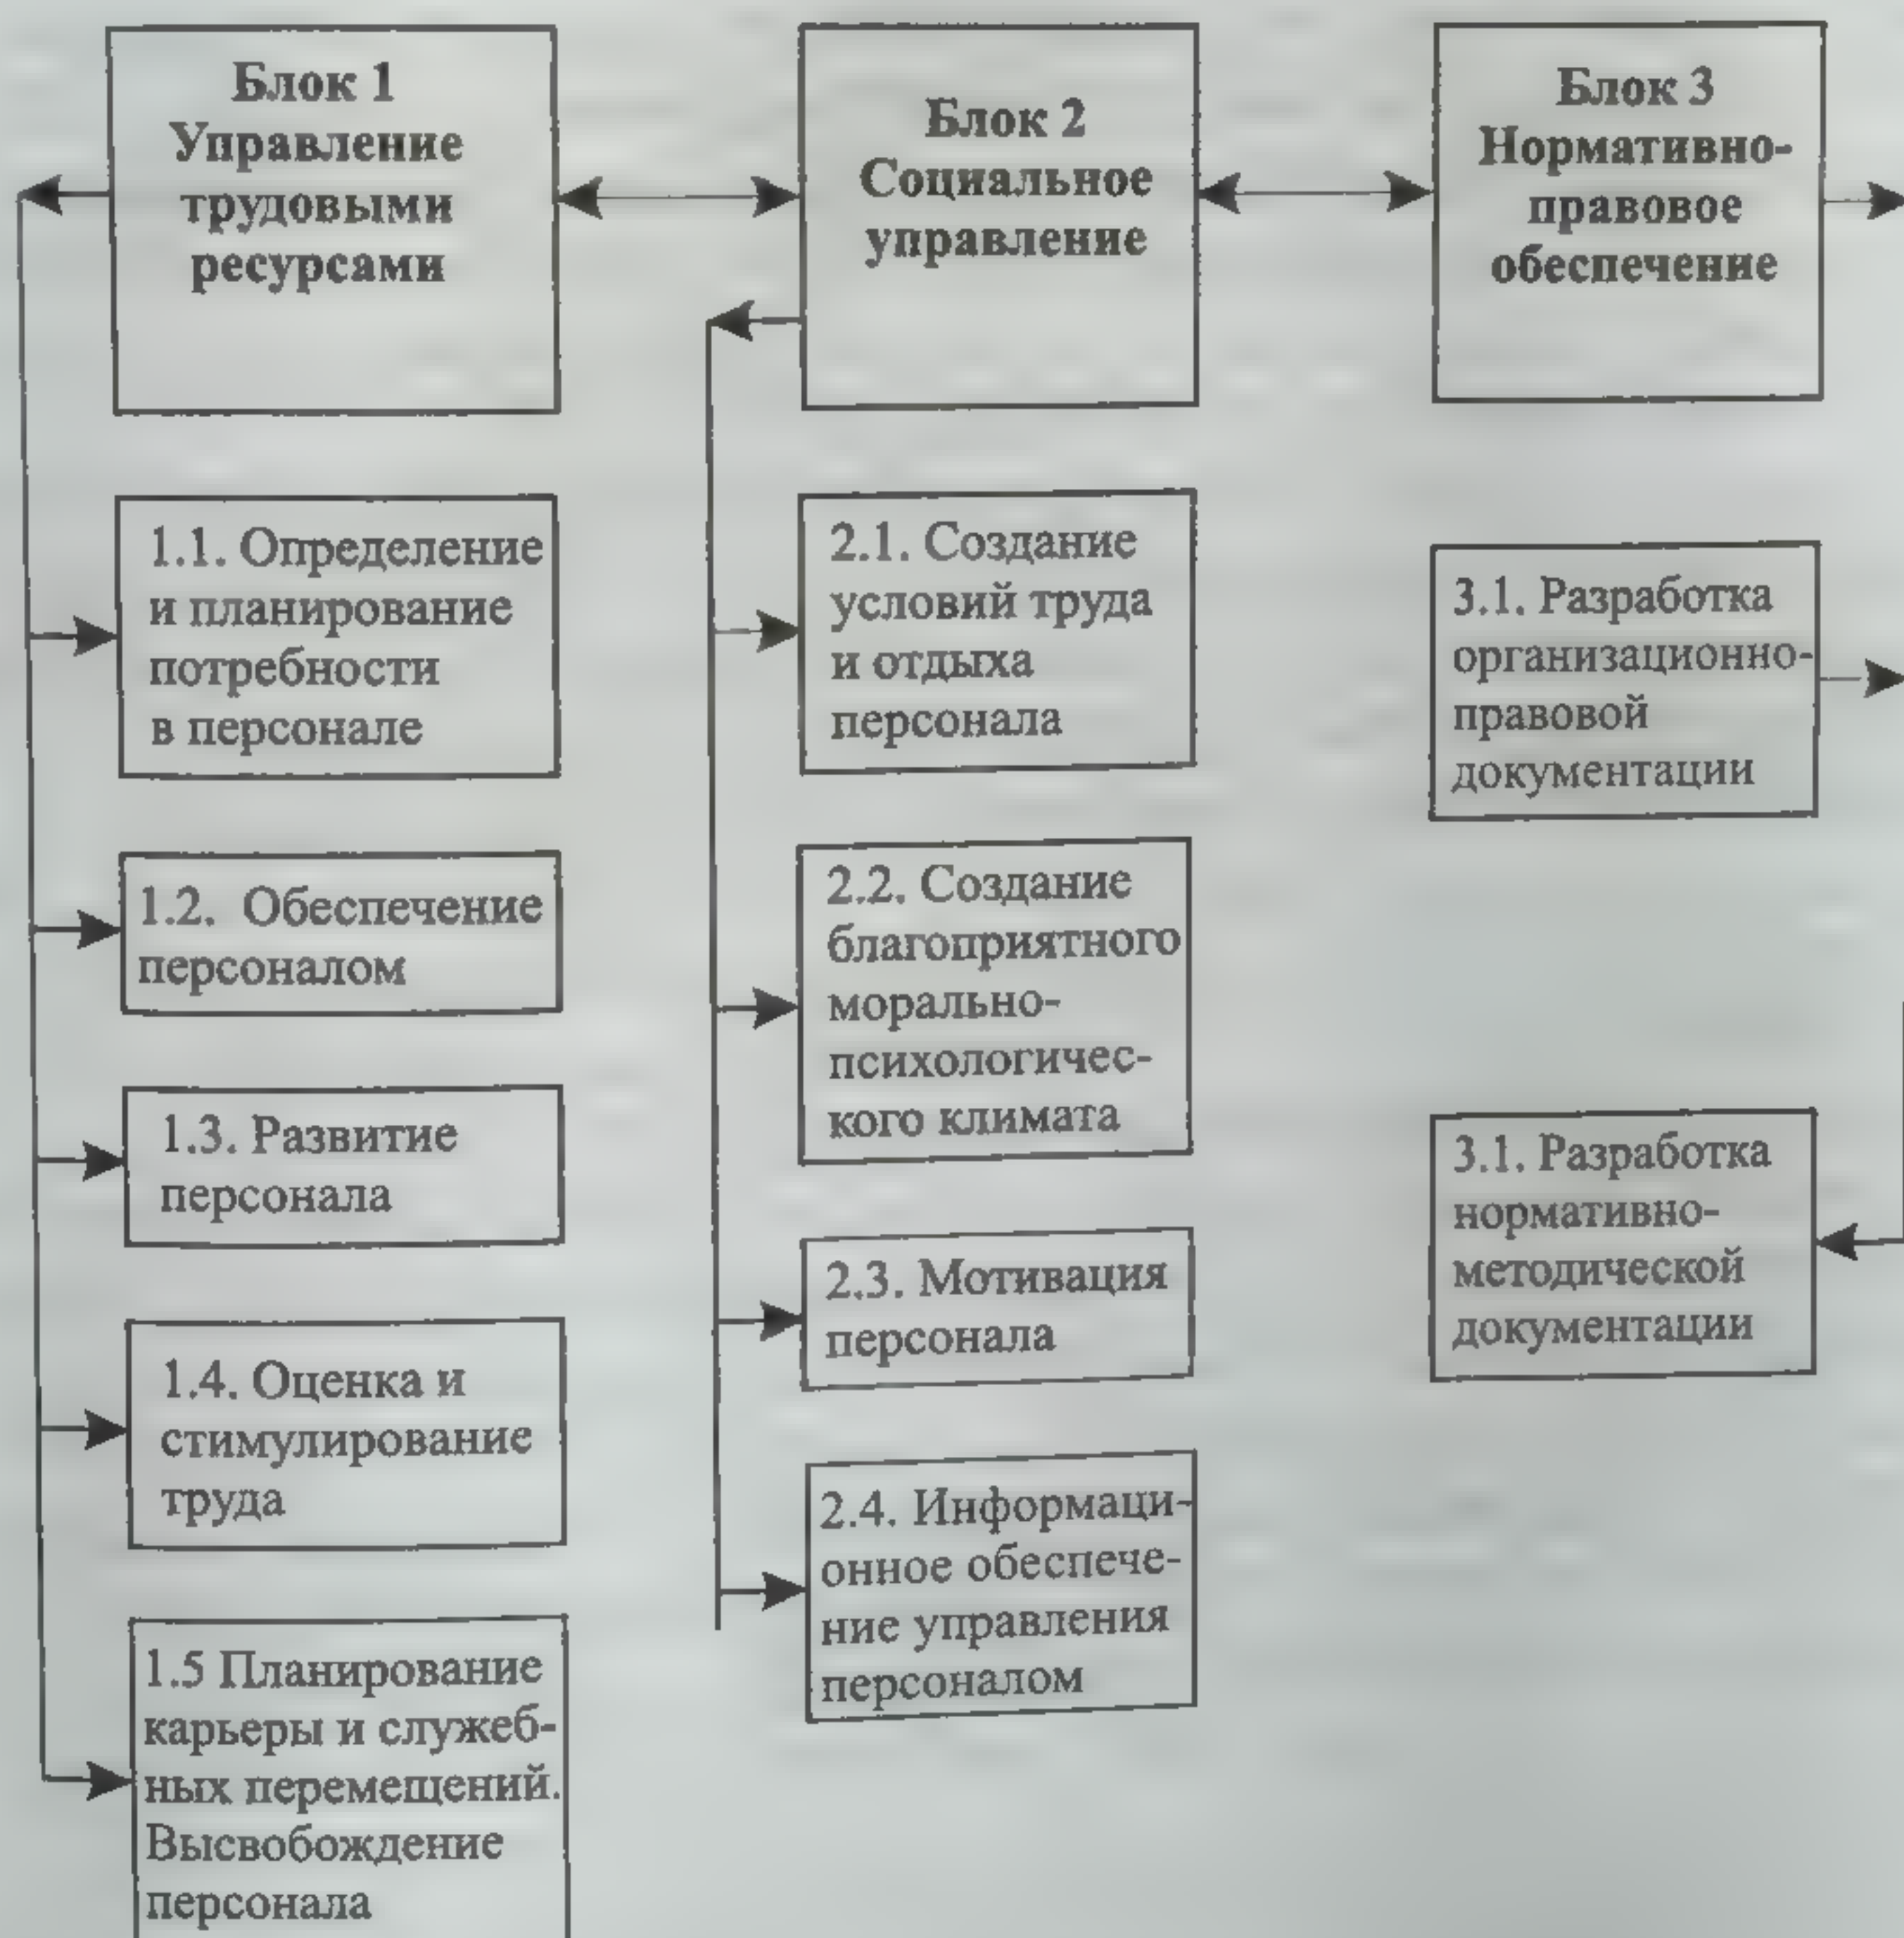 Блок 1
Управление
трудовыми
ресурсами
1.1. Определение
и планирование
потребности
в персонале
1.2. Обеспечение
персоналом
1.3. Развитие
персонала
1.4. Оценка и
стимулирование
труда
1.5 Планирование
карьеры и служеб-
ных перемещений.
Высвобождение
персонала
Блок 2
Социальное
управление
2.1. Создание
условий труда
и отдыха
персонала
2.2. Создание
благоприятного
морально-
психологичес-
кого климата
2.3. Мотивация
персонала
2.4. Информаци-
онное обеспече-
ние управления
персоналом
Блок 3
Нормативно-
правовое
обеспечение
3.1. Разработка
организационно-
правовой
документации
3.1. Разработка
нормативно-
методической
документации